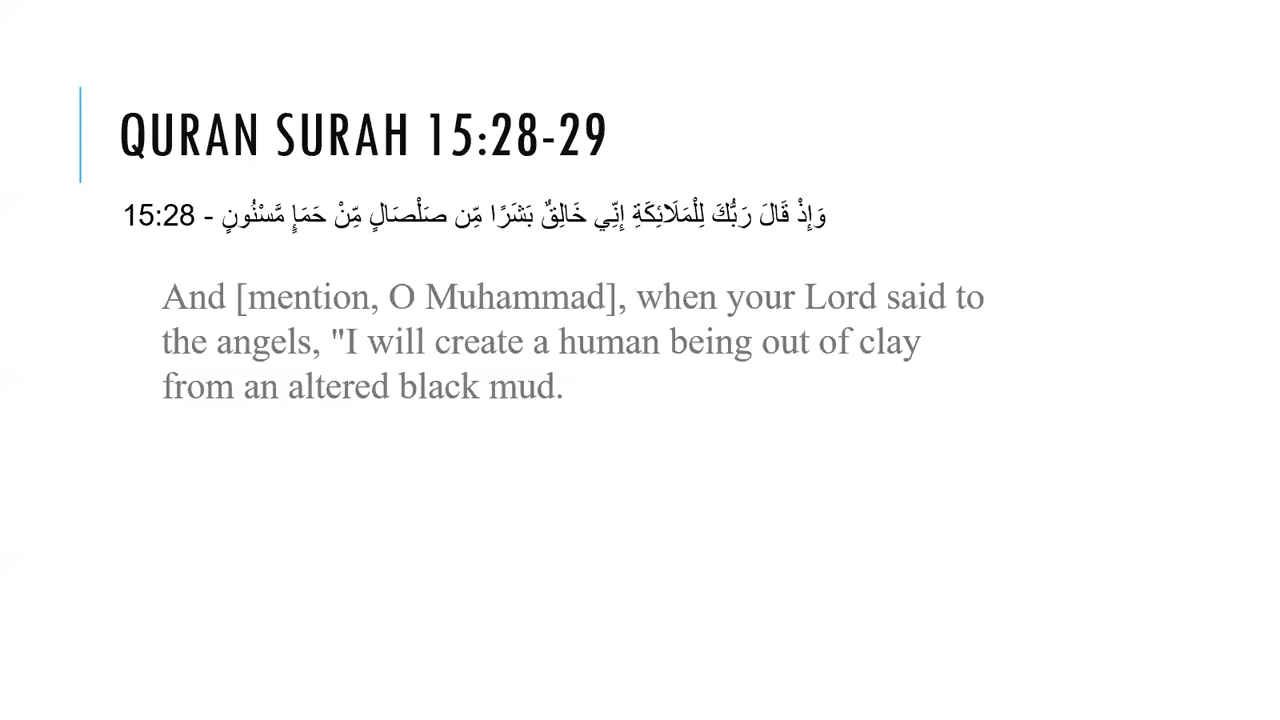 QURAN SURAH 15:28-29
15:28 - وَإِذْ قَالَ رَبُّكَ لِلْمَلَائِكَةِ إِنِّي خَالِقٌ بَشَرًا مِّن صَلْصَالٍ مِّنْ حَمَإٍ مَّسْنُونٍ
And [mention, O Muhammad], when your Lord said to
the angels, "I will create a human being out of clay
from an altered black mud.